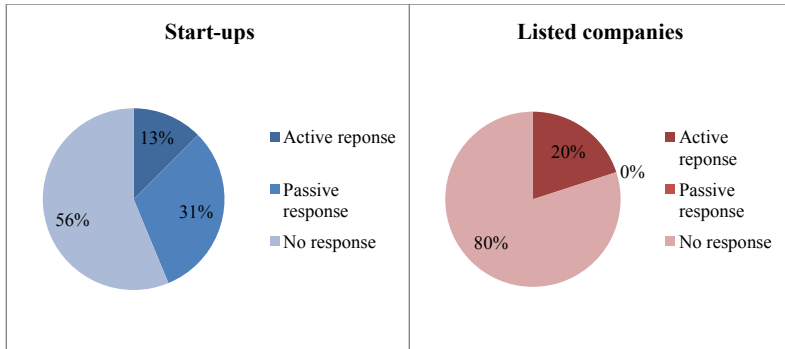 Start-ups
13%
31%
56%
Active reponse
Passive
response
No response
Listed companies
20%
0%
80%
Active
reponse
Passive
response
No response